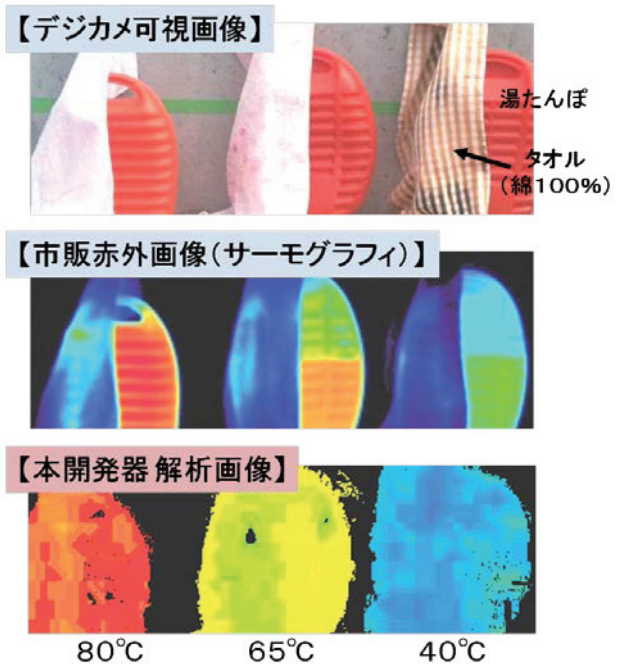 【デジカメ可視画像】
湯たんぽ
タオル
(綿100%)
【市販赤外画像(サーモグラフィ)】
【本開発器 解析画像】
80℃
65℃
40℃